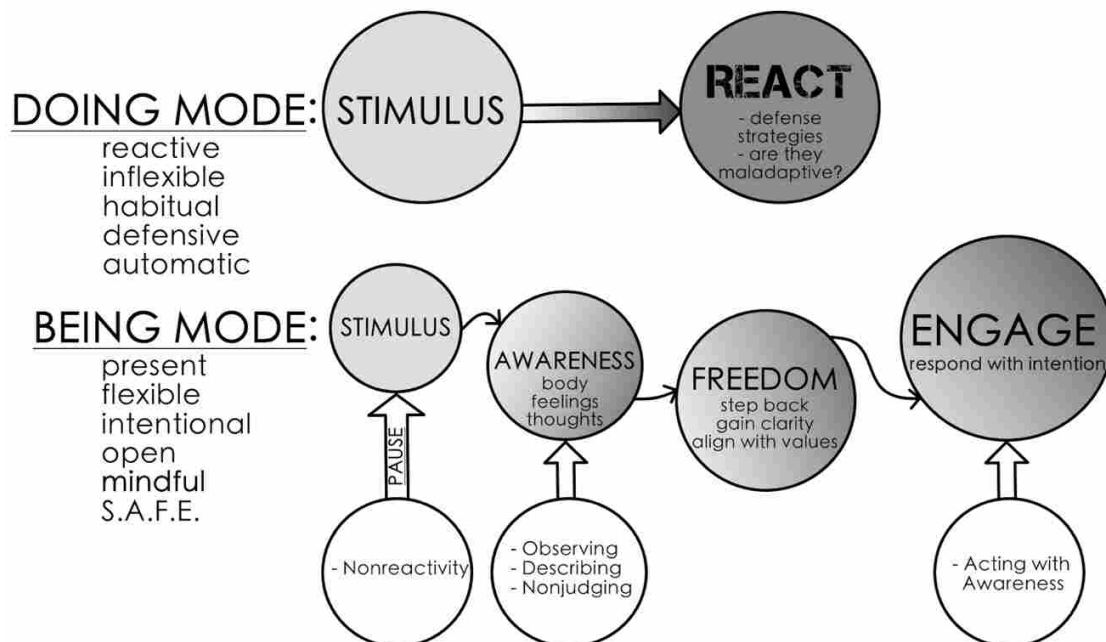 DOING MODE:
reactive
inflexible
habitual
defensive
automatic
STIMULUS
REACT
- defense
strategies
- are they
maladaptive?
BEING MODE:
present
flexible
intentional
open
mindful
S.A.F.E.
STIMULUS
AWARENESS
body
feelings
thoughts
FREEDOM
step back
gain clarity
align with values
ENGAGE
respond with intention
PAUSE
- Nonreactivity
- Observing
- Describing
- Nonjudging
- Acting with
Awareness